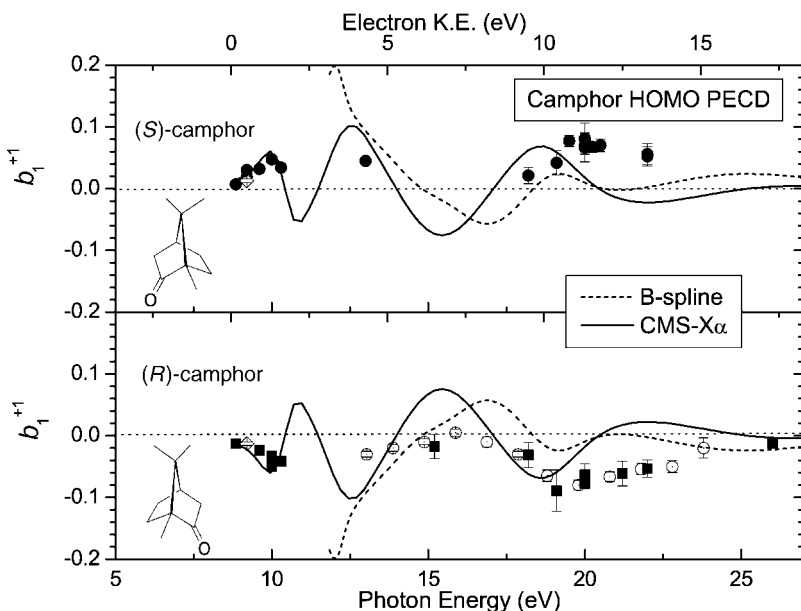 Electron K.E. (eV)
0 5 10 15
0.2
0.1
0.0
-0.1
-0.2
b₁⁺¹
(S)-camphor
Camphor HOMO PECD
O
B-spline
CMS-Xα
0.1
0.0
-0.1
-0.2
b₁⁺¹
(R)-camphor
O
5 10 15 20 25
Photon Energy (eV)